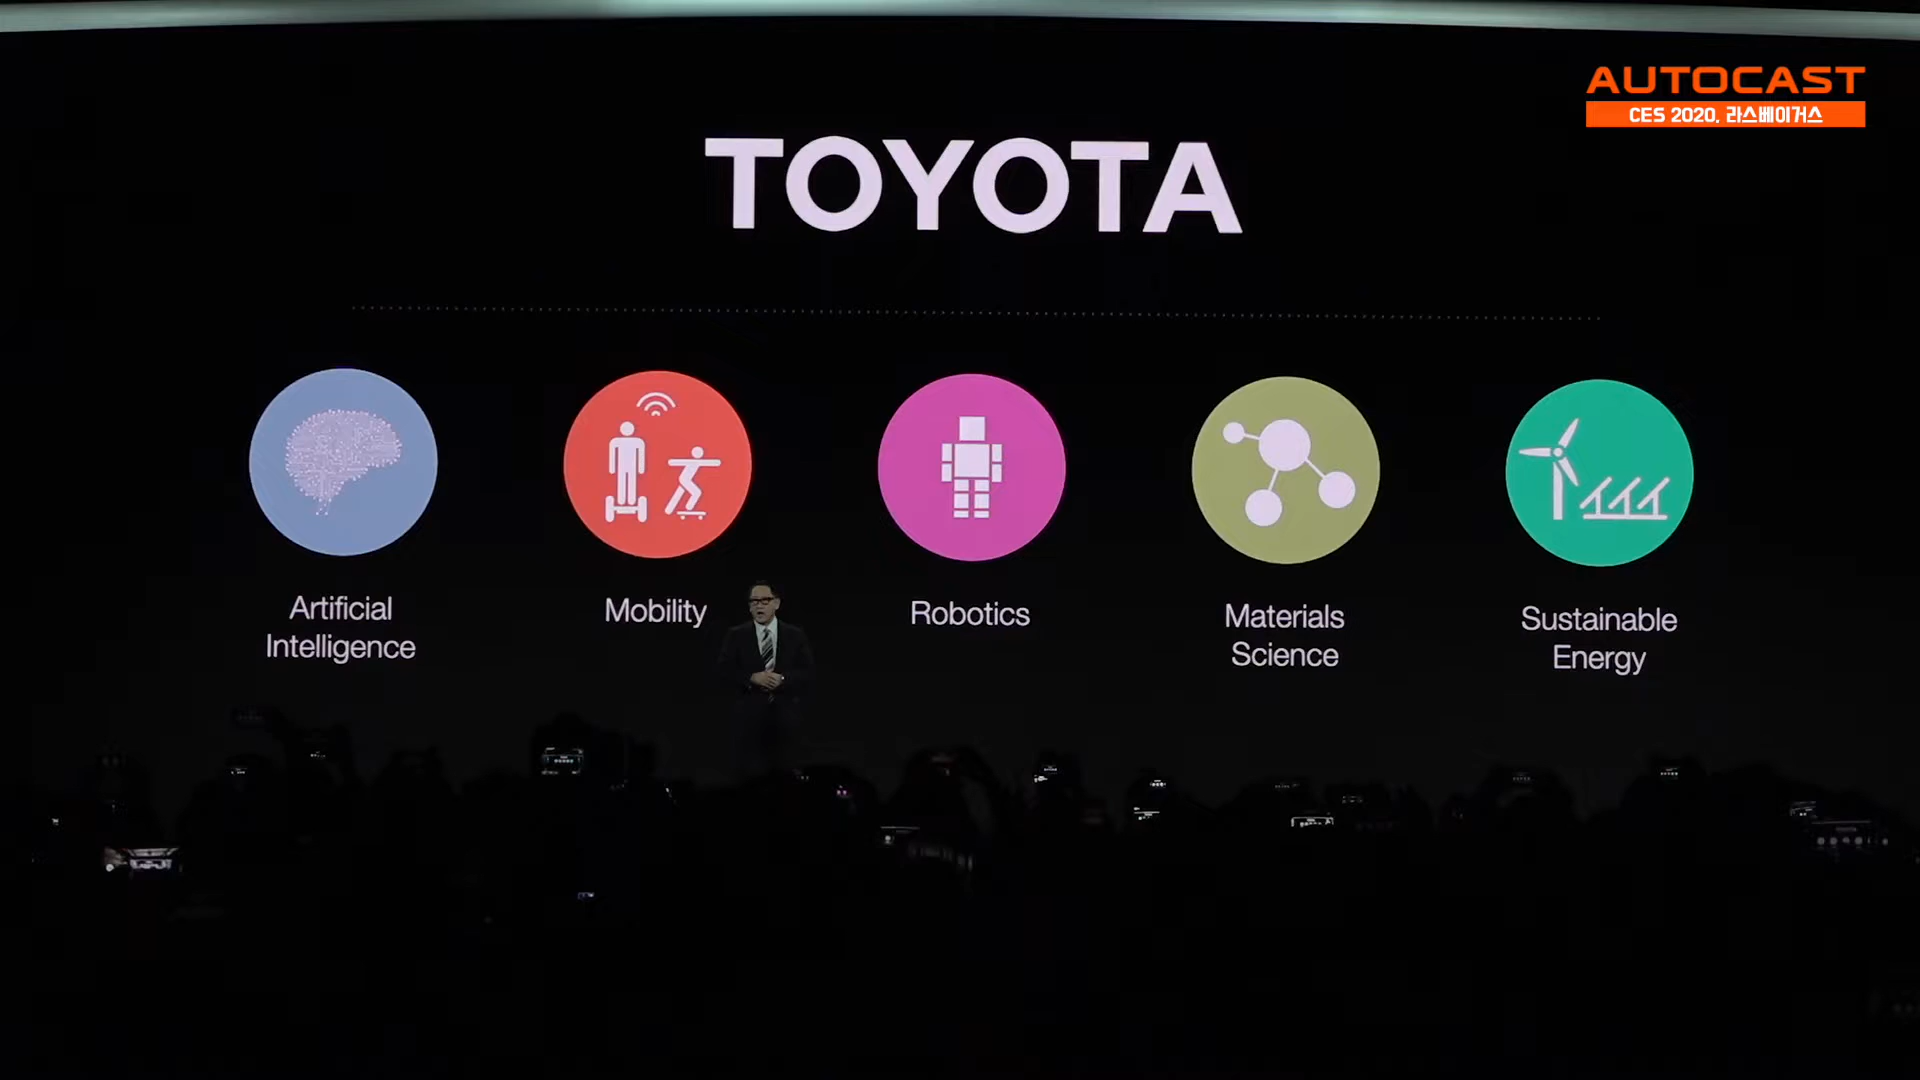 AUTOCAST
CES 2020, 라스베이거스
TOYOTA
Artificial
Intelligence
Mobility
Robotics
Materials
Science
Sustainable
Energy